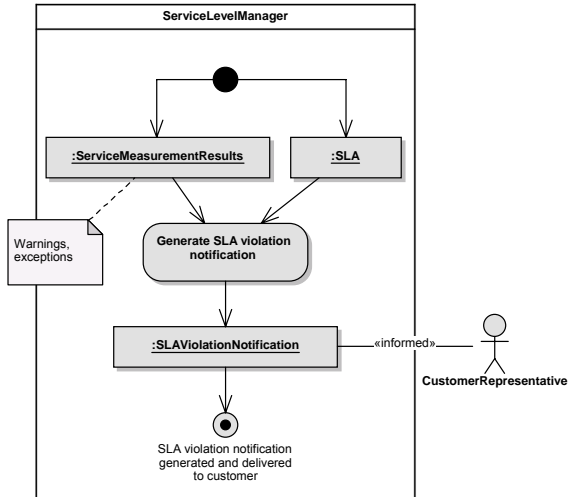 ServiceLevelManager
:ServiceMeasurementResults
:SLA
Warnings,
exceptions
Generate SLA violation
notification
:SLAViolationNotification
«informed»
CustomerRepresentative
SLA violation notification
generated and delivered
to customer